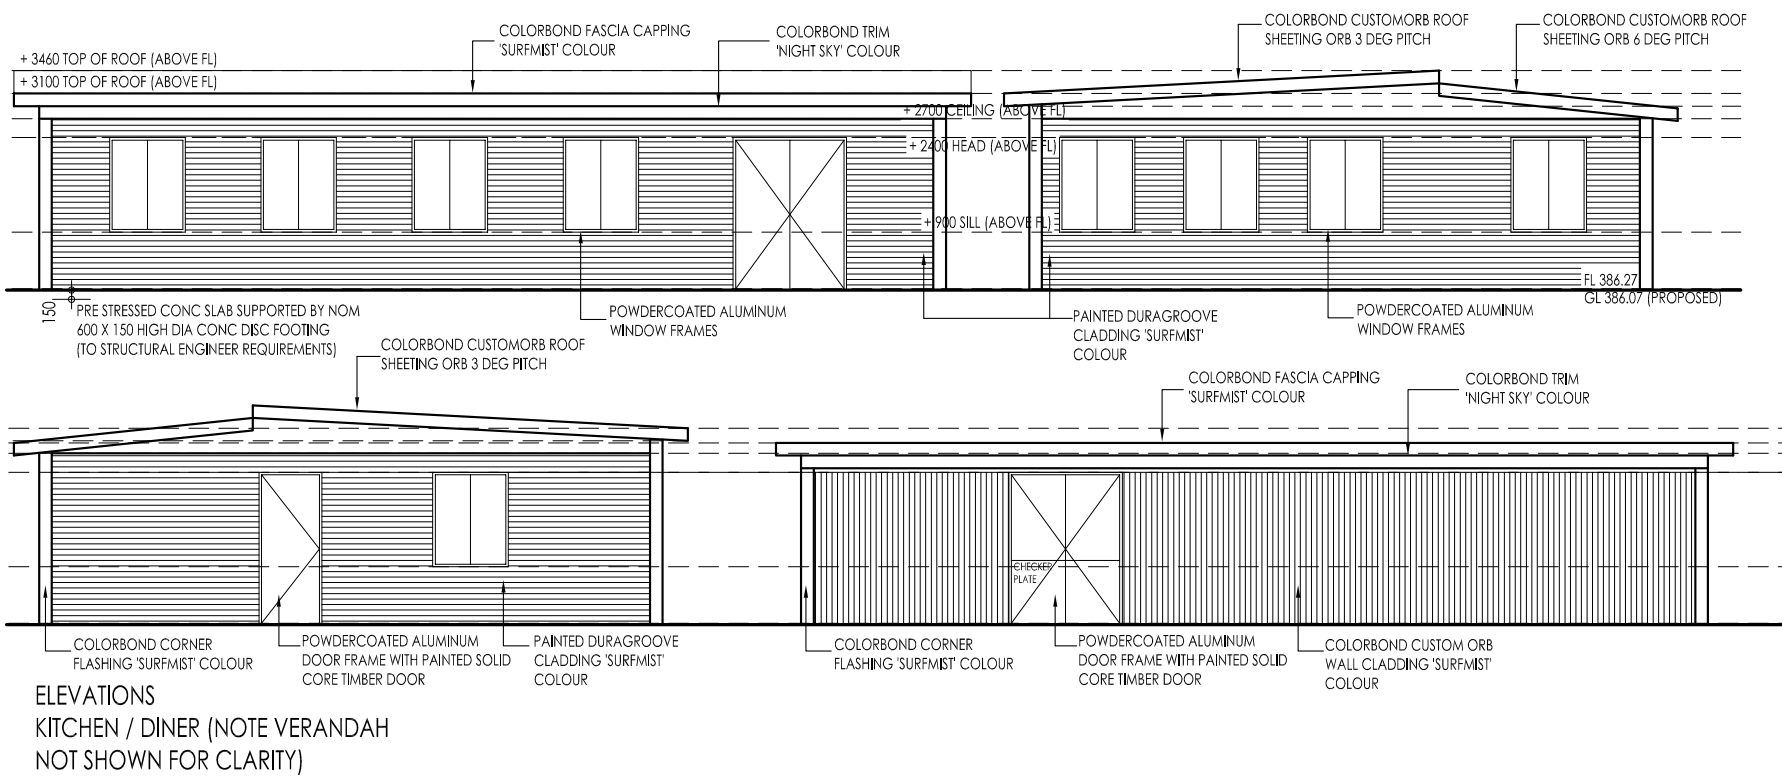 COLORBOND FASCIA CAPPING
'SURFMIST' COLOUR
COLORBOND TRIM
'NIGHT SKY' COLOUR
COLORBOND CUSTOMORB ROOF
SHEETING ORB 3 DEG PITCH
COLORBOND CUSTOMORB ROOF
SHEETING ORB 6 DEG PITCH
+ 3460 TOP OF ROOF (ABOVE FL)
+ 3100 TOP OF ROOF (ABOVE FL)
+ 2700 CEILING (ABOVE FL)
+ 2400 HEAD (ABOVE FL)
+ 900 SILL (ABOVE FL)
FL 386.27
GL 386.07 (PROPOSED)
150
PRE STRESSED CONC SLAB SUPPORTED BY NOM
600 X 150 HIGH DIA CONC DISC FOOTING
(TO STRUCTURAL ENGINEER REQUIREMENTS)
POWDERCOATED ALUMINUM
WINDOW FRAMES
PAINTED DURAGROOVE
CLADDING 'SURFMIST'
COLOUR
POWDERCOATED ALUMINUM
WINDOW FRAMES
COLORBOND CUSTOMORB ROOF
SHEETING ORB 3 DEG PITCH
COLORBOND FASCIA CAPPING
'SURFMIST' COLOUR
COLORBOND TRIM
'NIGHT SKY' COLOUR
CHECKER
PLATE
COLORBOND CORNER
FLASHING 'SURFMIST' COLOUR
POWDERCOATED ALUMINUM
DOOR FRAME WITH PAINTED SOLID
CORE TIMBER DOOR
PAINTED DURAGROOVE
CLADDING 'SURFMIST'
COLOUR
COLORBOND CORNER
FLASHING 'SURFMIST' COLOUR
POWDERCOATED ALUMINUM
DOOR FRAME WITH PAINTED SOLID
CORE TIMBER DOOR
COLORBOND CUSTOM ORB
WALL CLADDING 'SURFMIST'
COLOUR
ELEVATIONS
KITCHEN / DINER (NOTE VERANDAH
NOT SHOWN FOR CLARITY)